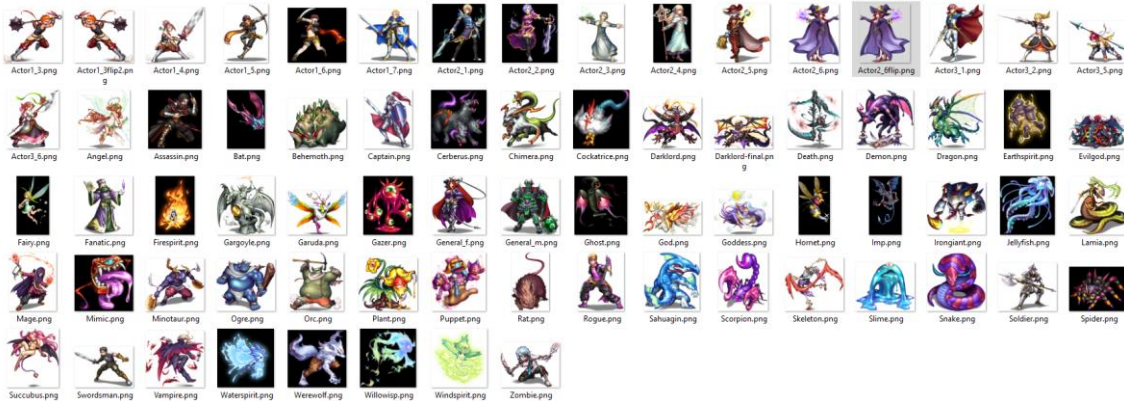 Actor1_3.png Actor1_3flip2.pn Actor1_4.png Actor1_5.png Actor1_6.png Actor1_7.png Actor2_1.png Actor2_2.png Actor2_3.png Actor2_4.png Actor2_5.png Actor2_6.png Actor2_6flip.png Actor3_1.png Actor3_2.png Actor3_5.png
g
Actor3_6.png Angel.png Assassin.png Bat.png Behemoth.png Captain.png Cerberus.png Chimera.png Cockatrice.png Darklord.png Darklord-final.pn Death.png Demon.png Dragon.png Earthspirit.png Evilgod.png
g
Fairy.png Fanatic.png Firespirit.png Gargoyle.png Garuda.png Gazer.png General_f.png General_m.png Ghost.png God.png Goddess.png Hornet.png Imp.png Irongiant.png Jellyfish.png Lamia.png
Mage.png Mimic.png Minotaur.png Ogre.png Orc.png Plant.png Puppet.png Rat.png Rogue.png Sahuagin.png Scorpion.png Skeleton.png Slime.png Snake.png Soldier.png Spider.png
Succubus.png Swordsman.png Vampire.png Waterspirit.png Werewolf.png Willowisp.png Windspirit.png Zombie.png